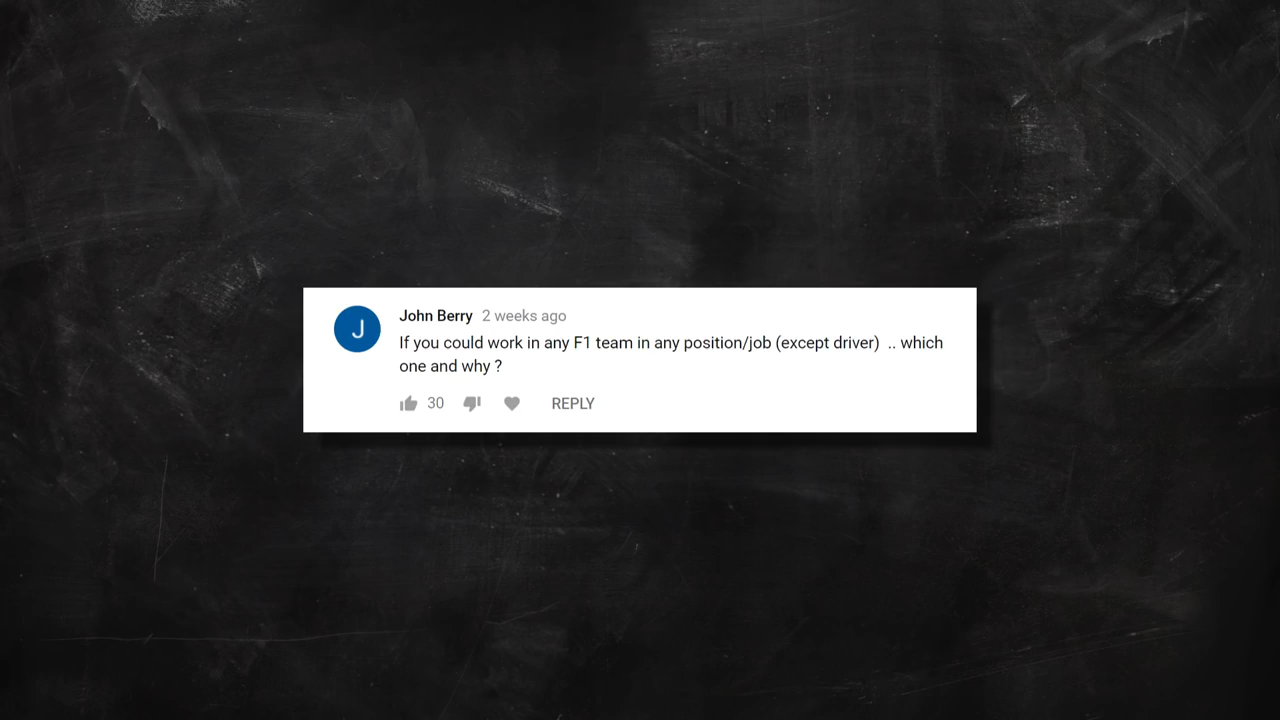 J
John Berry 2 weeks ago
If you could work in any F1 team in any position/job (except driver)  .. which
one and why ?
30 REPLY